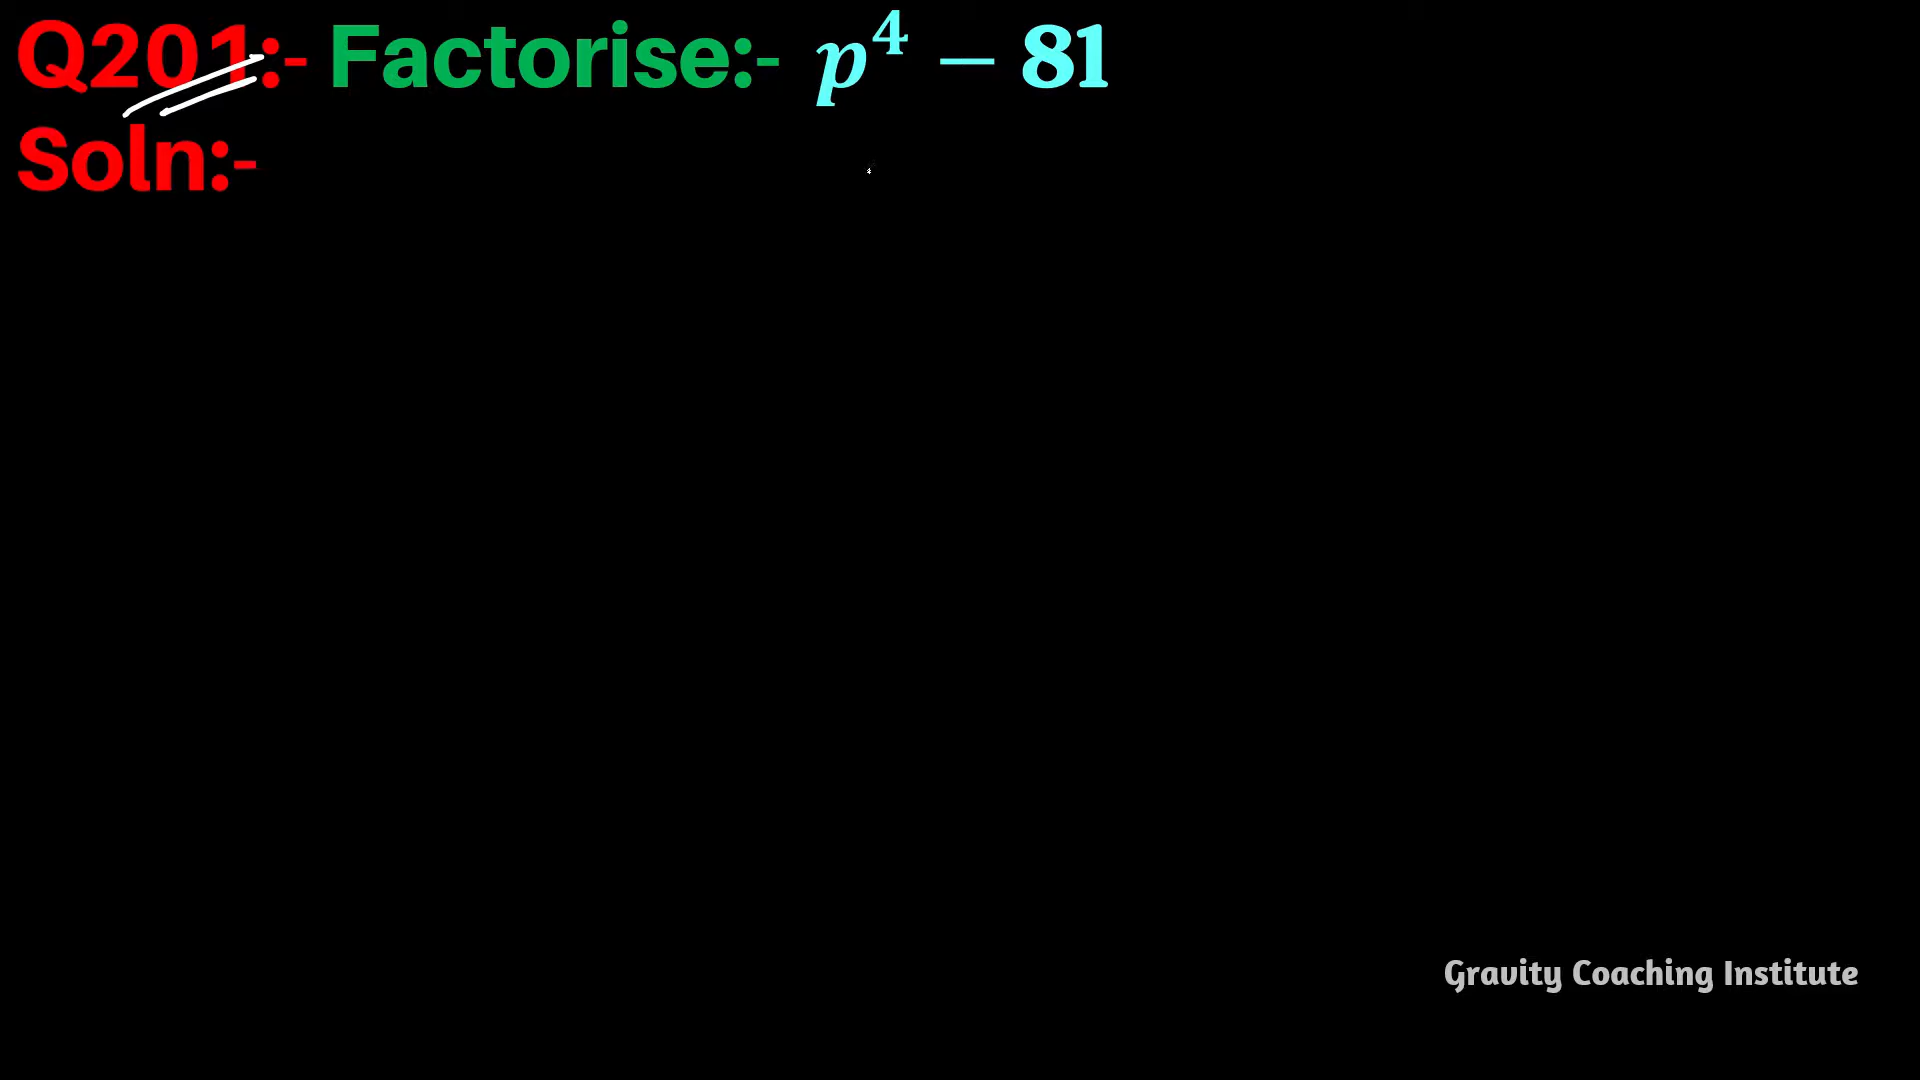 Q201:- Factorise:- p⁴ − 81
Soln:-
Gravity Coaching Institute